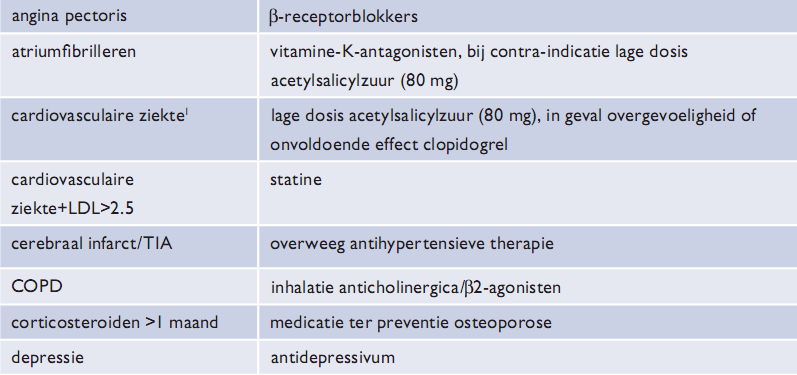 angina pectoris β-receptorblokkers
atriumfibrilleren vitamine-K-antagonisten, bij contra-indicatie lage dosis
acetylsalicylzuur (80 mg)
cardiovasculaire ziekte¹ lage dosis acetylsalicylzuur (80 mg), in geval overgevoeligheid of
onvoldoende effect clopidogrel
cardiovasculaire statine
ziekte+LDL>2.5
cerebraal infarct/TIA overweeg antihypertensieve therapie
COPD inhalatie anticholinergica/β2-agonisten
corticosteroiden >1 maand medicatie ter preventie osteoporose
depressie antidepressivum